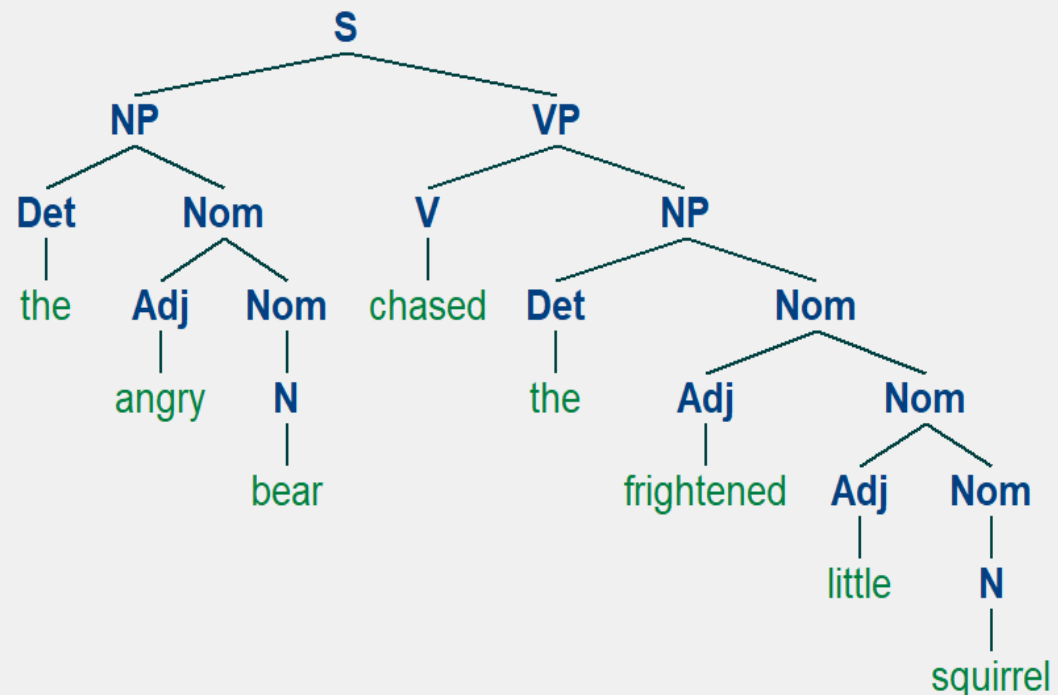 S
NP VP
Det Nom V NP
the Adj Nom chased Det Nom
angry N the Adj Nom
bear frightened Adj Nom
little N
squirrel